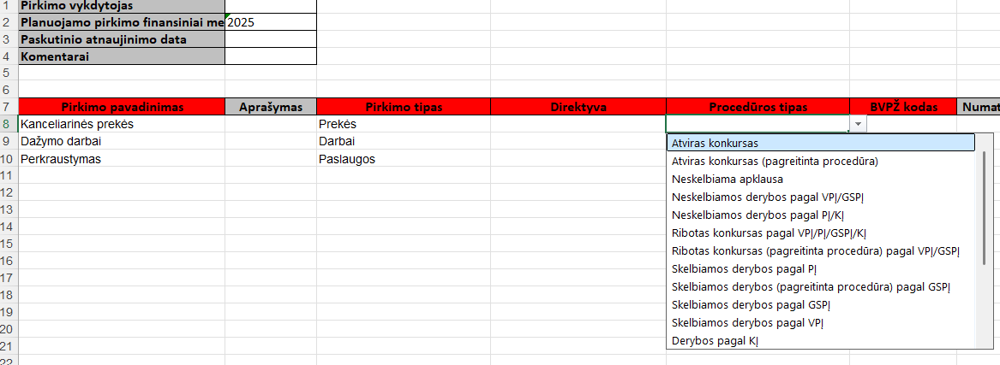 1 Pirkimo vykdytojas
2 Planuojamo pirkimo finansiniai me 2025
3 Paskutinio atnaujinimo data
4 Komentarai
5
6
7 Pirkimo pavadinimas Aprašymas Pirkimo tipas Direktyva Procedūros tipas BVPŽ kodas Numat
8 Kanceliarinės prekės Prekės
9 Dažymo darbai Darbai
10 Perkraustymas Paslaugos
11
12
13
14
15
16
17
18
19
20
21
22
Atviras konkursas
Atviras konkursas (pagreitinta procedūra)
Neskelbiama apklausa
Neskelbiamos derybos pagal VPĮ/GSPĮ
Neskelbiamos derybos pagal PĮ/KĮ
Ribotas konkursas pagal VPĮ/PĮ/GSPĮ/KĮ
Ribotas konkursas (pagreitinta procedūra) pagal VPĮ/GSPĮ
Skelbiamos derybos pagal PĮ
Skelbiamos derybos (pagreitinta procedūra) pagal GSPĮ
Skelbiamos derybos pagal GSPĮ
Skelbiamos derybos pagal VPĮ
Derybos pagal KĮ